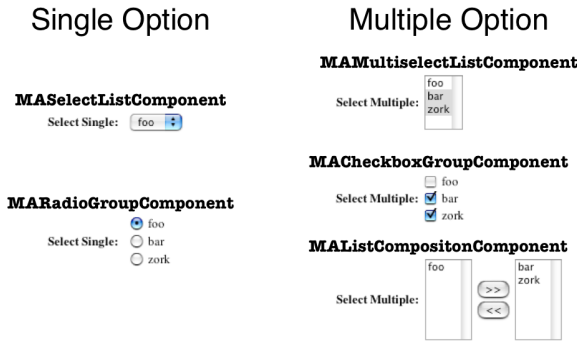 Single Option
MASelectListComponent
Select Single: foo
MARadioGroupComponent
foo
Select Single: bar
zork
Multiple Option
MAMultiselectListComponent
foo
Select Multiple: bar
zork
MACheckboxGroupComponent
foo
Select Multiple: bar
zork
MAListCompositonComponent
foo bar
zork
>>
Select Multiple:
<<